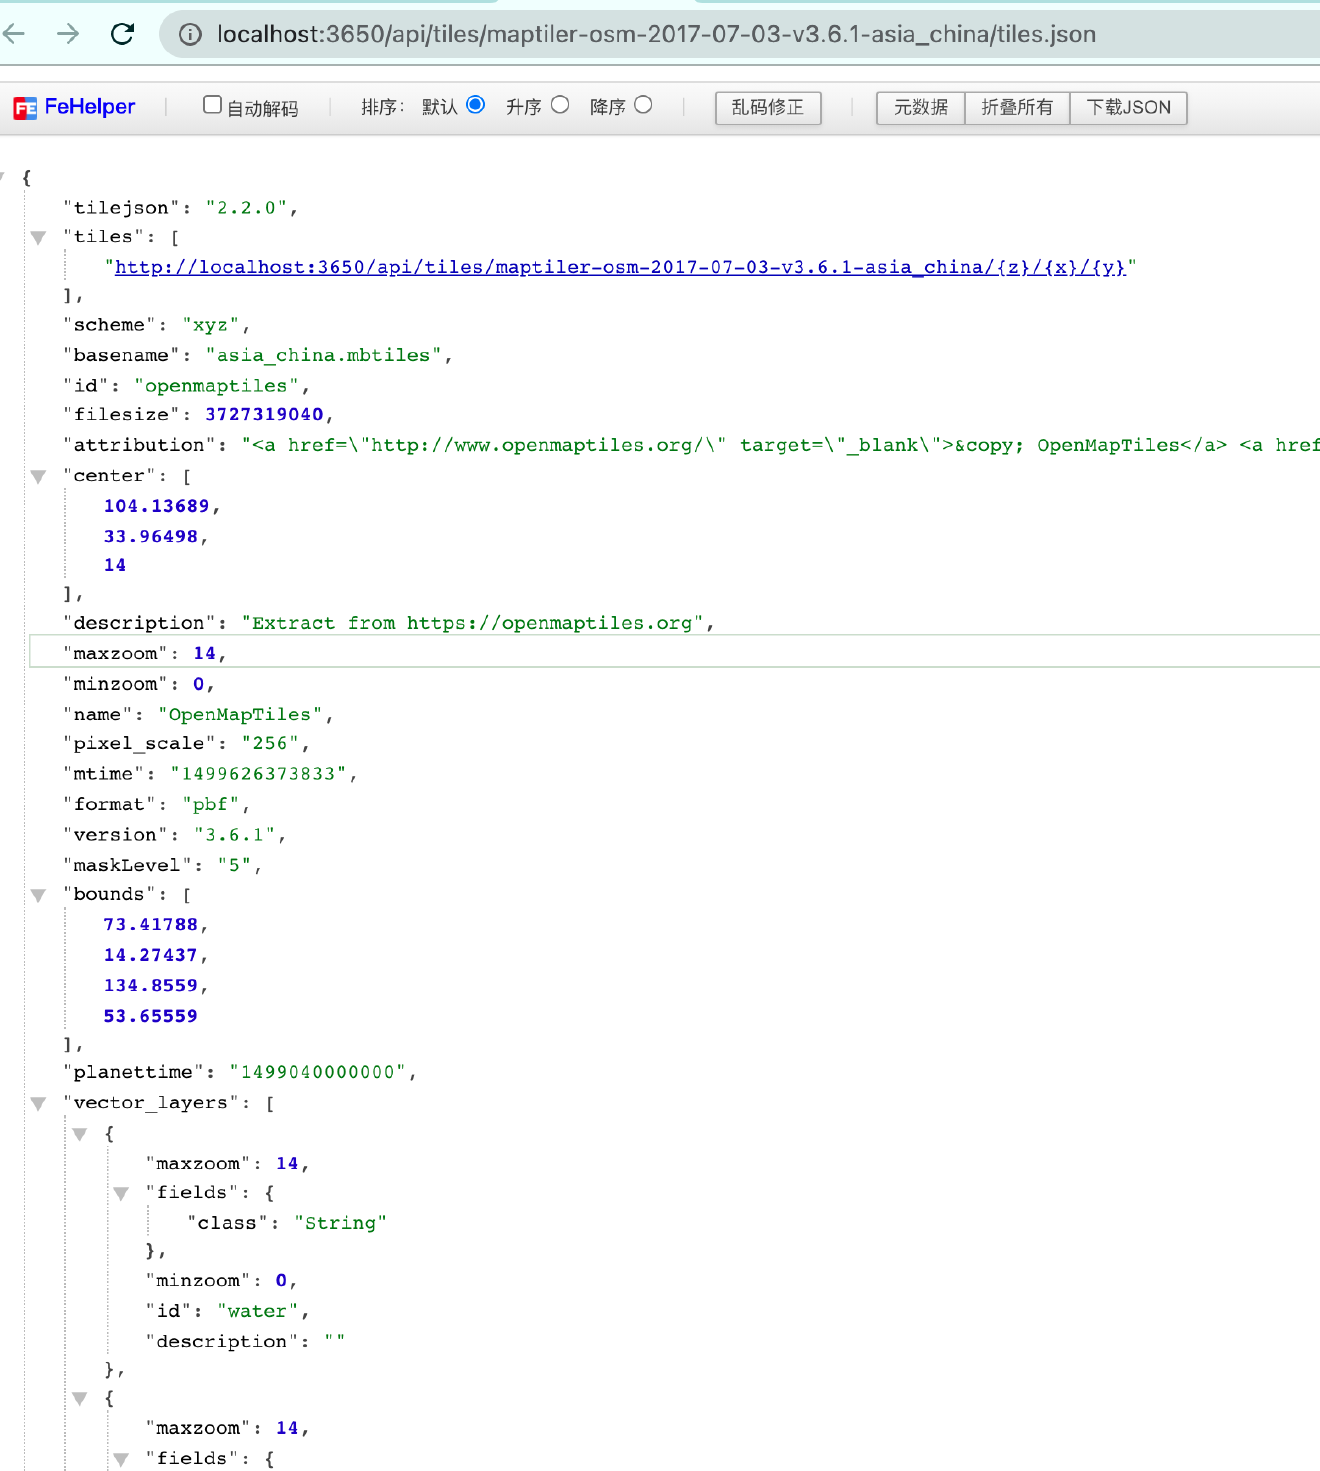 localhost:3650/api/tiles/maptiler-osm-2017-07-03-v3.6.1-asia_china/tiles.json
FE FeHelper 自动解码 排序: 默认 升序 降序 乱码修正 元数据 折叠所有 下载JSON
{
"tilejson": "2.2.0",
"tiles": [
"http://localhost:3650/api/tiles/maptiler-osm-2017-07-03-v3.6.1-asia_china/{z}/{x}/{y}"
],
"scheme": "xyz",
"basename": "asia_china.mbtiles",
"id": "openmaptiles",
"filesize": 3727319040,
"attribution": "<a href=\"http://www.openmaptiles.org/\" target=\"_blank\">&copy; OpenMapTiles</a> <a href
"center": [
104.13689,
33.96498,
14
],
"description": "Extract from https://openmaptiles.org",
"maxzoom": 14,
"minzoom": 0,
"name": "OpenMapTiles",
"pixel_scale": "256",
"mtime": "1499626373833",
"format": "pbf",
"version": "3.6.1",
"maskLevel": "5",
"bounds": [
73.41788,
14.27437,
134.8559,
53.65559
],
"planettime": "1499040000000",
"vector_layers": [
{
"maxzoom": 14,
"fields": {
"class": "String"
},
"minzoom": 0,
"id": "water",
"description": ""
},
{
"maxzoom": 14,
"fields": {